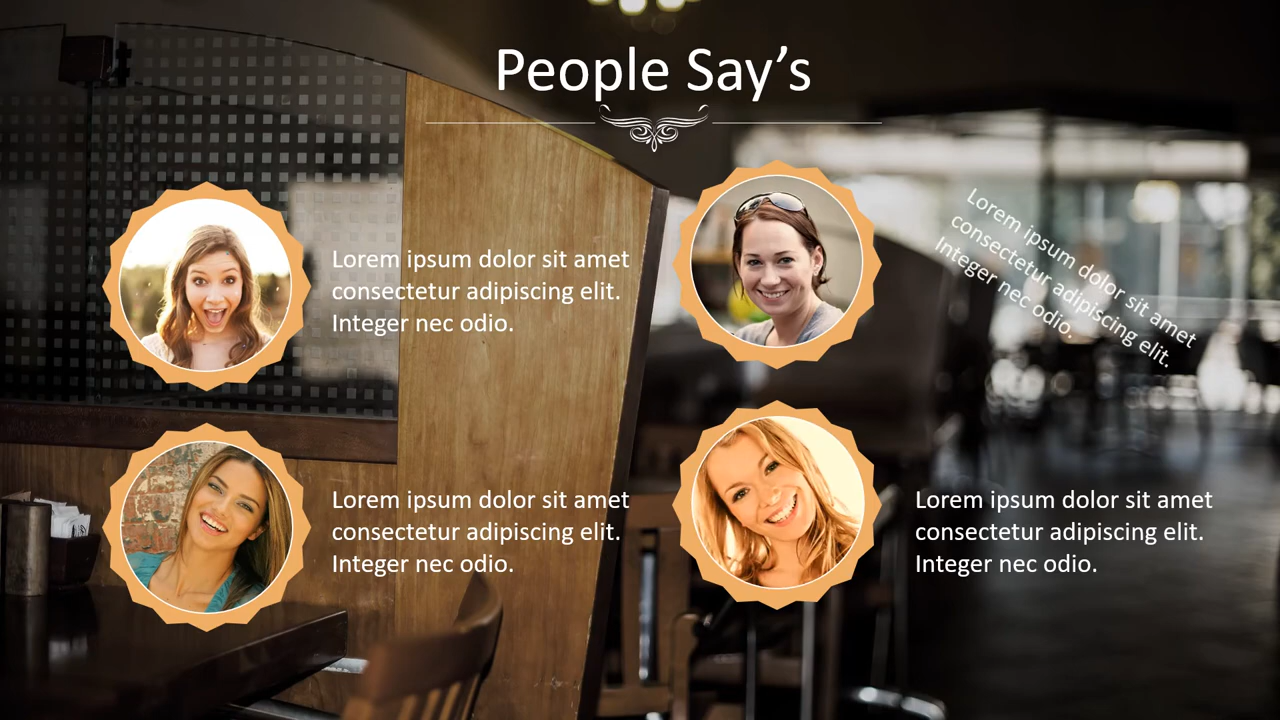 People Say’s
Lorem ipsum dolor sit amet
consectetur adipiscing elit.
Integer nec odio.
Lorem ipsum dolor sit amet
consectetur adipiscing elit.
Integer nec odio.
Lorem ipsum dolor sit amet
consectetur adipiscing elit.
Integer nec odio.
Lorem ipsum dolor sit amet
consectetur adipiscing elit.
Integer nec odio.